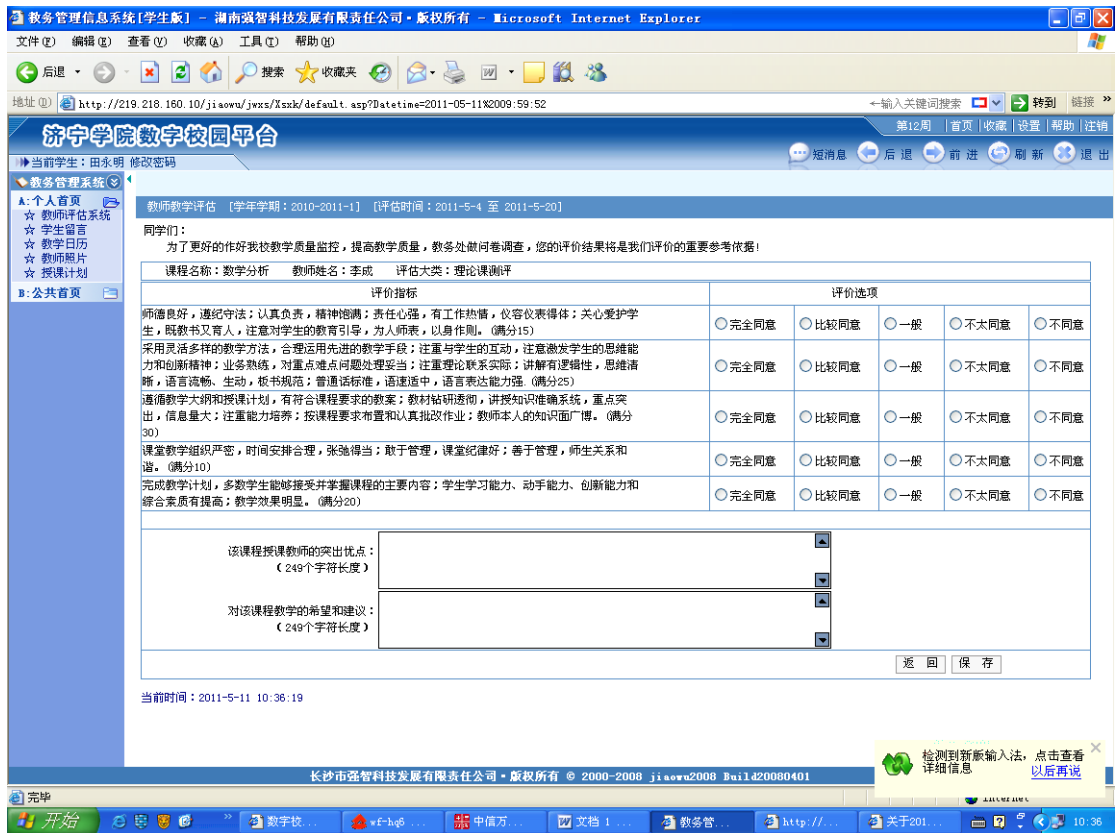 教务管理信息系统[学生版] - 湖南强智科技发展有限责任公司·版权所有 - Microsoft Internet Explorer
文件(F) 编辑(E) 查看(V) 收藏(A) 工具(T) 帮助(H)
后退 搜索 收藏夹
地址(D) http://219.218.160.10/jiaowu/jwxs/Xsxk/default.asp?Datetime=2011-05-11%2009:59:52 ←输入关键词搜索 转到 链接 »
济宁学院数字校园平台
第12周 |首页 |收藏 |设置 |帮助 |注销
当前学生：田永明 修改密码
短消息 后 退 前 进 刷 新 退 出
教务管理系统
A:个人首页
☆ 教师评估系统
☆ 学生留言
☆ 教学日历
☆ 教师照片
☆ 授课计划
B:公共首页
教师教学评估 [学年学期：2010-2011-1] [评估时间：2011-5-4 至 2011-5-20]
同学们：
为了更好的作好我校教学质量监控，提高教学质量，教务处做问卷调查，您的评价结果将是我们评价的重要参考依据!
课程名称：数学分析 教师姓名：李成 评估大类：理论课测评
评价指标 评价选项
师德良好，遵纪守法；认真负责，精神饱满；责任心强，有工作热情，仪容仪表得体；关心爱护学
生，既教书又育人，注意对学生的教育引导，为人师表，以身作则。(满分15)
完全同意 比较同意 一般 不太同意 不同意
采用灵活多样的教学方法，合理运用先进的教学手段；注重与学生的互动，注意激发学生的思维能
力和创新精神；业务熟练，对重点难点问题处理妥当；注重理论联系实际；讲解有逻辑性，思维清
晰，语言流畅、生动，板书规范；普通话标准，语速适中，语言表达能力强.(满分25)
完全同意 比较同意 一般 不太同意 不同意
遵循教学大纲和授课计划，有符合课程要求的教案；教材钻研透彻，讲授知识准确系统，重点突
出，信息量大；注重能力培养；按课程要求布置和认真批改作业；教师本人的知识面广博。(满分
30)
完全同意 比较同意 一般 不太同意 不同意
课堂教学组织严密，时间安排合理，张弛得当；敢于管理，课堂纪律好；善于管理，师生关系和
谐。(满分10)
完全同意 比较同意 一般 不太同意 不同意
完成教学计划，多数学生能够接受并掌握课程的主要内容；学生学习能力、动手能力、创新能力和
综合素质有提高；教学效果明显。(满分20)
完全同意 比较同意 一般 不太同意 不同意
该课程授课教师的突出优点：
(249个字符长度)
对该课程教学的希望和建议：
(249个字符长度)
返 回 保 存
当前时间：2011-5-11 10:36:19
检测到新版输入法，点击查看
详细信息 以后再说
长沙市强智科技发展有限责任公司·版权所有 © 2000-2008 jiaowu2008 Build20080401
完毕
开始 » 数字校... wf-hq6 ... 中信万... 文档 1 ... 教务管... http://... 关于201... 10:36